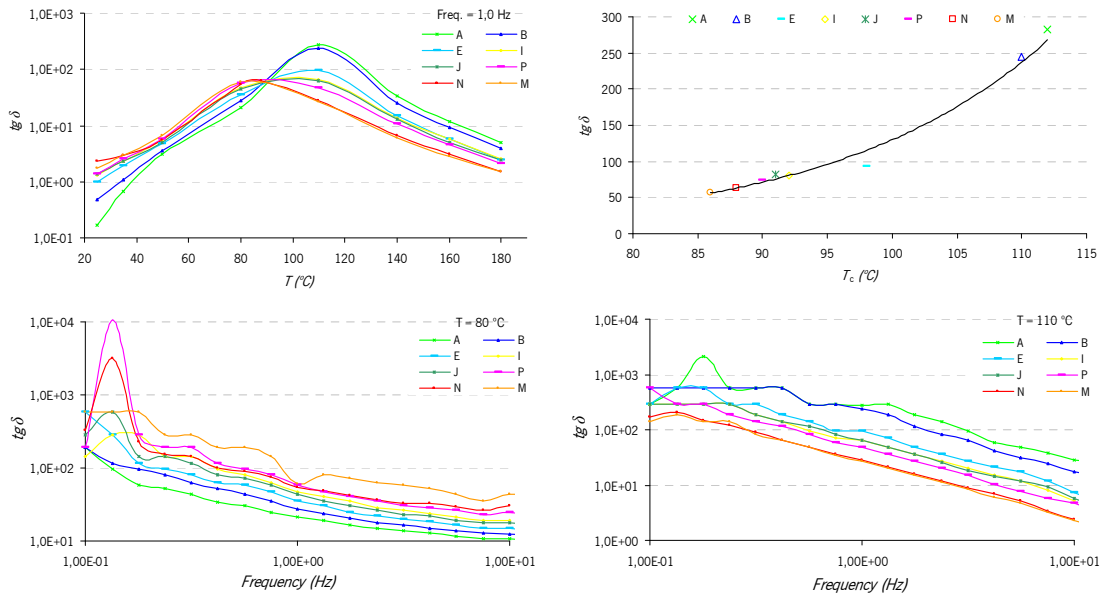 Freq. = 1,0 Hz
A B
E I
J P
N M
1,0E+03
1,0E+02
1,0E+01
1,0E+00
1,0E-01
tg δ
20 40 60 80 100 120 140 160 180
T (°C)
A B E I J P N M
300
250
200
150
100
50
0
tg δ
80 85 90 95 100 105 110 115
Tc (°C)
T = 80 °C
A B
E I
J P
N M
1,0E+04
1,0E+03
1,0E+02
1,0E+01
tg δ
1,00E-01 1,00E+00 1,00E+01
Frequency (Hz)
T = 110 °C
A B
E I
J P
N M
1,0E+04
1,0E+03
1,0E+02
1,0E+01
1,0E+00
tg δ
1,00E-01 1,00E+00 1,00E+01
Frequency (Hz)